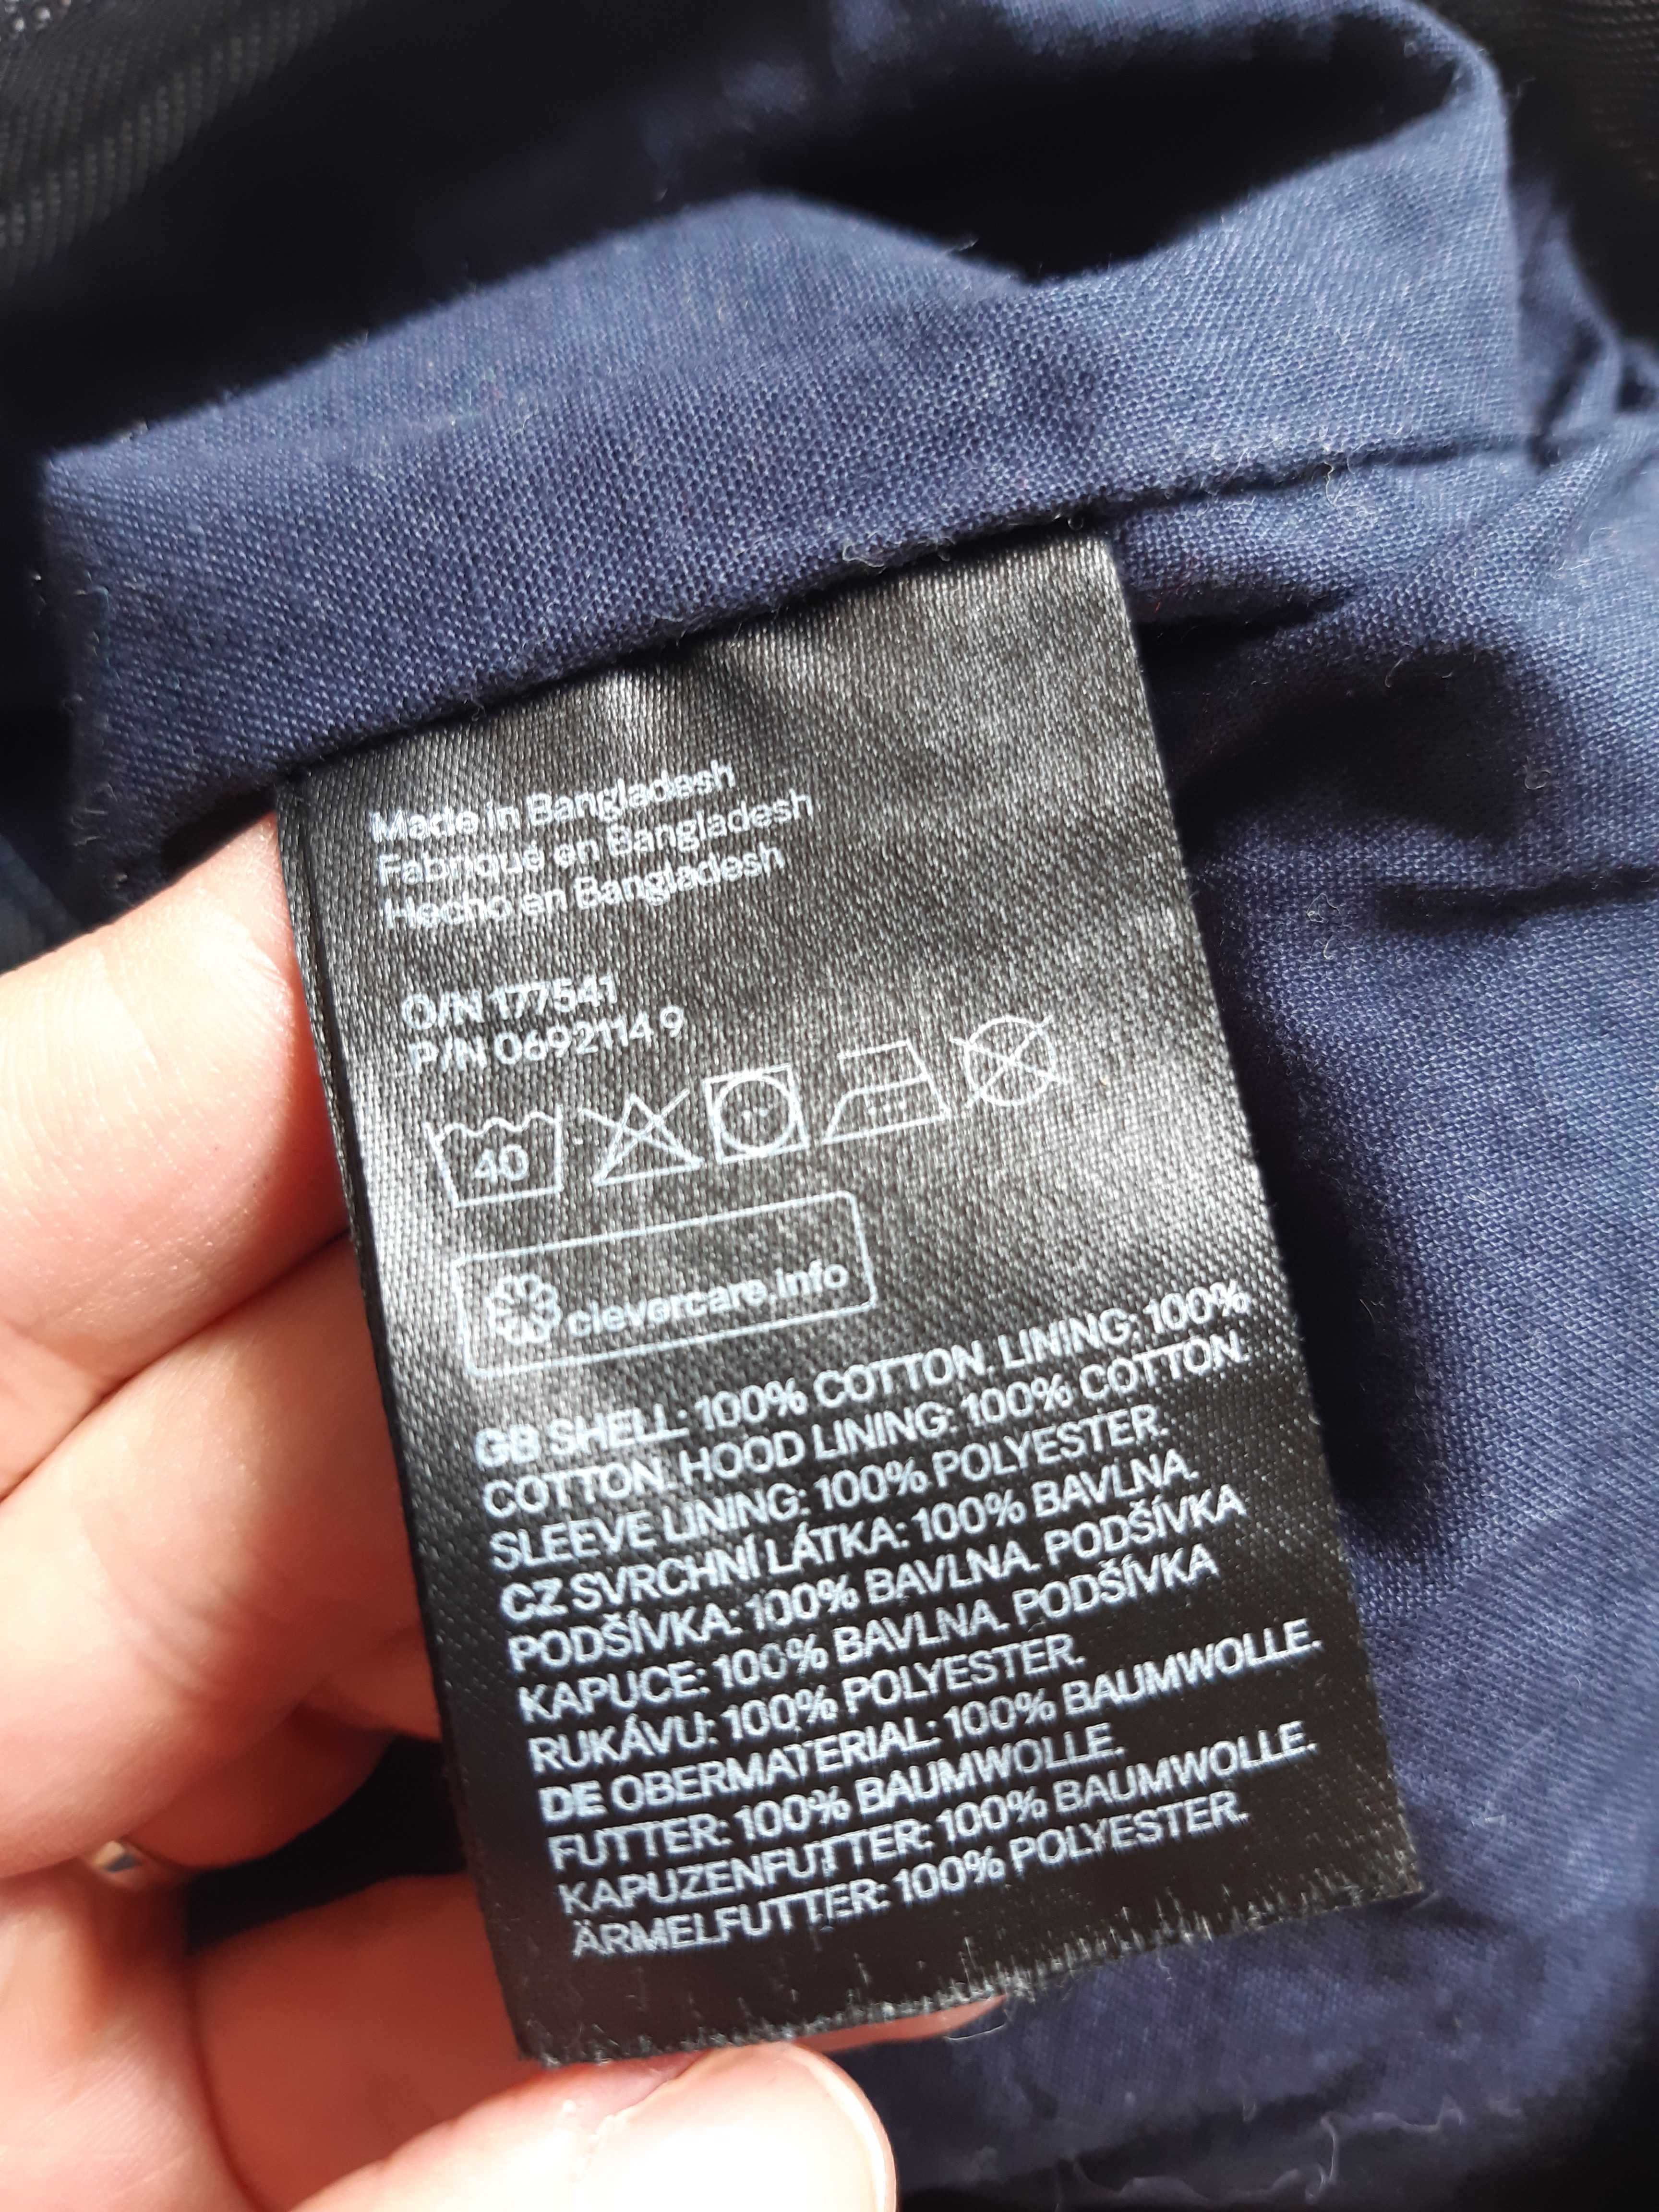 Made in Bangladesh
Fabriqué en Bangladesh
Hecho en Bangladesh
O/N 177541
P/N 0692114 9
40
clevercare.info
GB SHELL: 100% COTTON. LINING: 100%
COTTON. HOOD LINING: 100% COTTON.
SLEEVE LINING: 100% POLYESTER.
CZ SVRCHNÍ LÁTKA: 100% BAVLNA.
PODŠÍVKA: 100% BAVLNA. PODŠÍVKA
KAPUCE: 100% BAVLNA. PODŠÍVKA
RUKÁVU: 100% POLYESTER.
DE OBERMATERIAL: 100% BAUMWOLLE.
FUTTER: 100% BAUMWOLLE.
KAPUZENFUTTER: 100% BAUMWOLLE.
ÄRMELFUTTER: 100% POLYESTER.